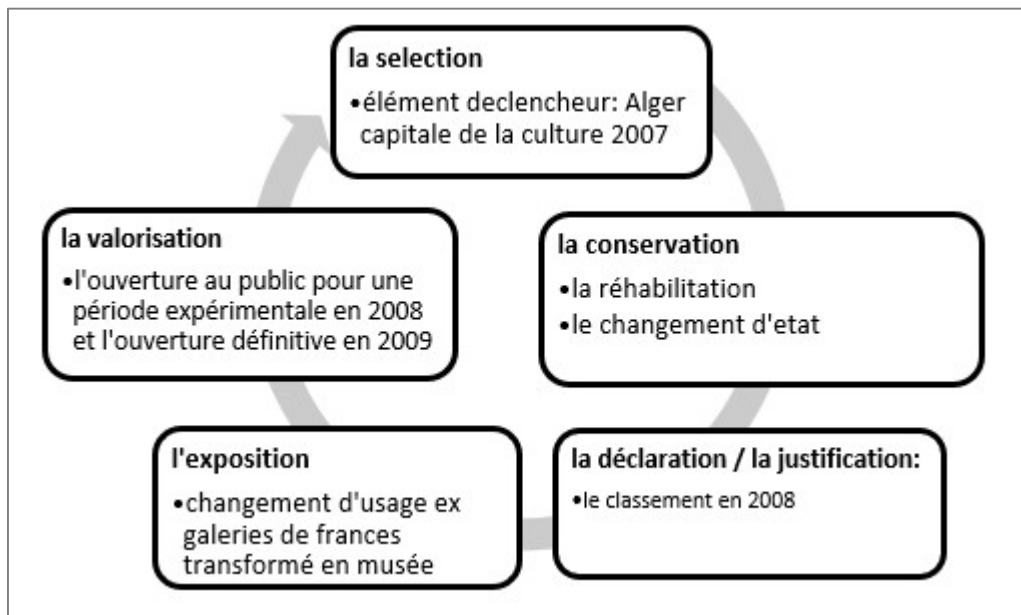 la selection
•élément declencheur: Alger
capitale de la culture 2007
la conservation
•la réhabilitation
•le changement d'etat
la déclaration / la justification:
•le classement en 2008
l'exposition
•changement d'usage ex
galeries de frances
transformé en musée
la valorisation
•l'ouverture au public pour une
période expérimentale en 2008
et l'ouverture définitive en 2009